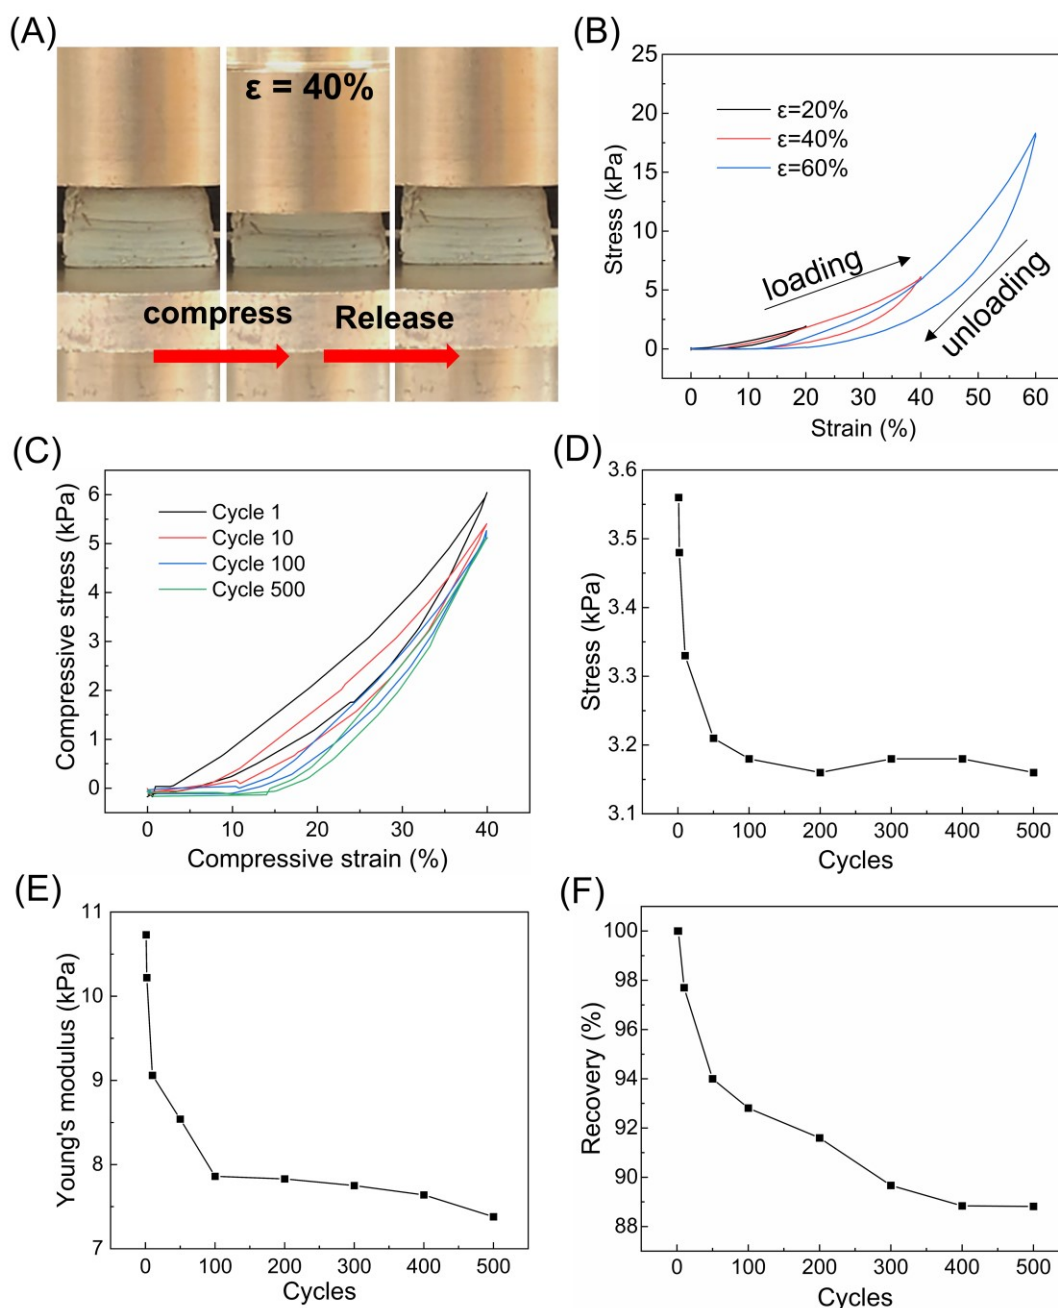 (A)
ε = 40%
compress
Release
(B)
25
20
15
10
5
0
Stress (kPa)
ε=20%
ε=40%
ε=60%
loading
unloading
0 10 20 30 40 50 60
Strain (%)
(C)
6
5
4
3
2
1
0
Compressive stress (kPa)
Cycle 1
Cycle 10
Cycle 100
Cycle 500
0 10 20 30 40
Compressive strain (%)
(D)
3.6
3.5
3.4
3.3
3.2
3.1
Stress (kPa)
0 100 200 300 400 500
Cycles
(E)
11
10
9
8
7
Young's modulus (kPa)
0 100 200 300 400 500
Cycles
(F)
100
98
96
94
92
90
88
Recovery (%)
0 100 200 300 400 500
Cycles